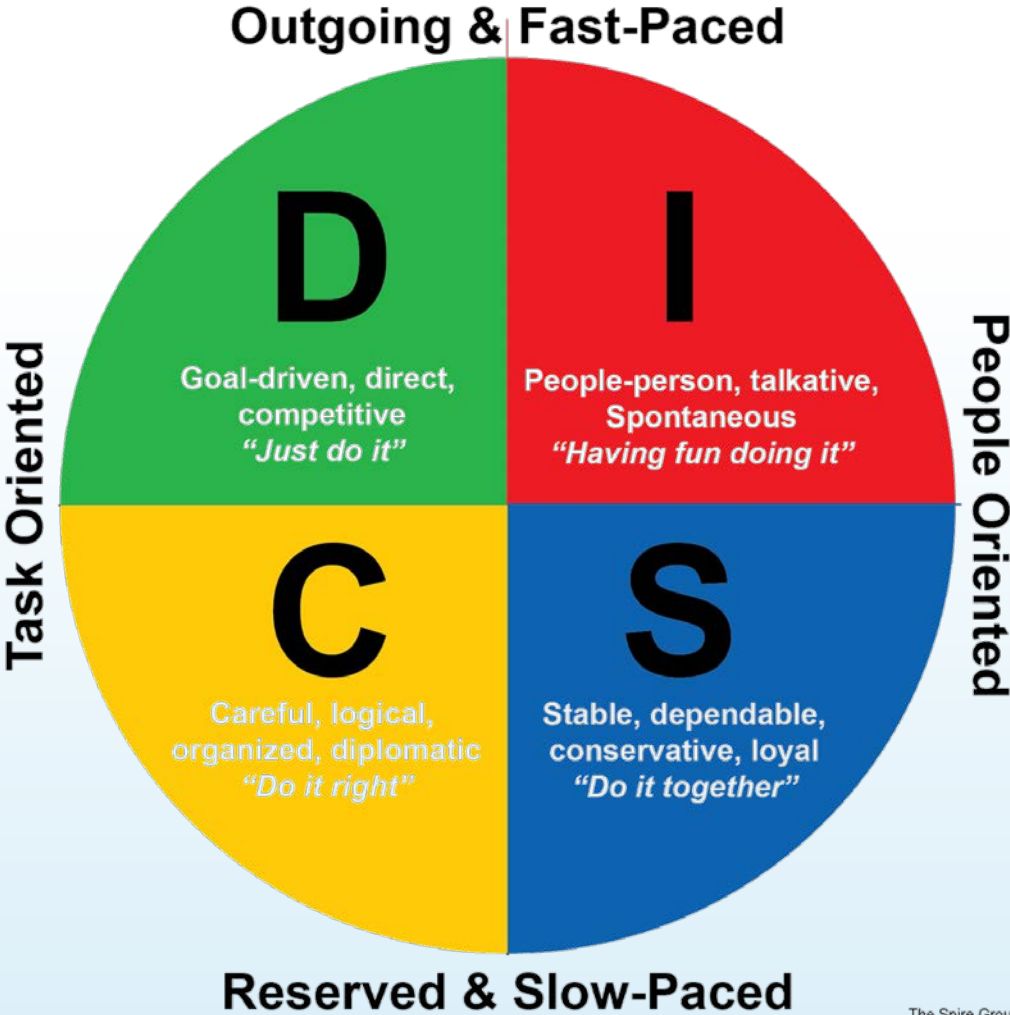 Outgoing & Fast-Paced
D
Goal-driven, direct,
competitive
“Just do it”
I
People-person, talkative,
Spontaneous
“Having fun doing it”
Task Oriented
People Oriented
C
Careful, logical,
organized, diplomatic
“Do it right”
S
Stable, dependable,
conservative, loyal
“Do it together”
Reserved & Slow-Paced
The Spire